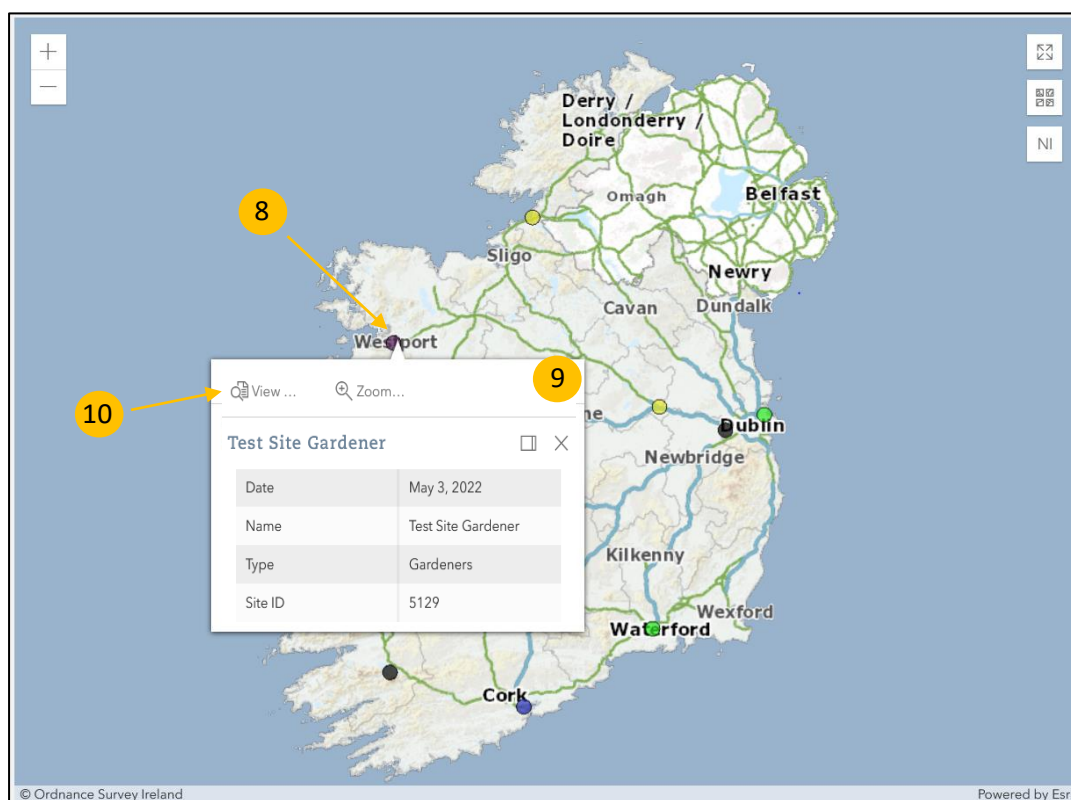 +
−
NI
Derry /
Londonderry /
Doire
Omagh
Belfast
8
Sligo
Newry
Cavan
Dundalk
Westport
10
View ...
Zoom...
9
ne
Dublin
Test Site Gardener
Newbridge
Date May 3, 2022
Name Test Site Gardener
Type Gardeners
Site ID 5129
Kilkenny
Wexford
Waterford
Cork
© Ordnance Survey Ireland
Powered by Esr